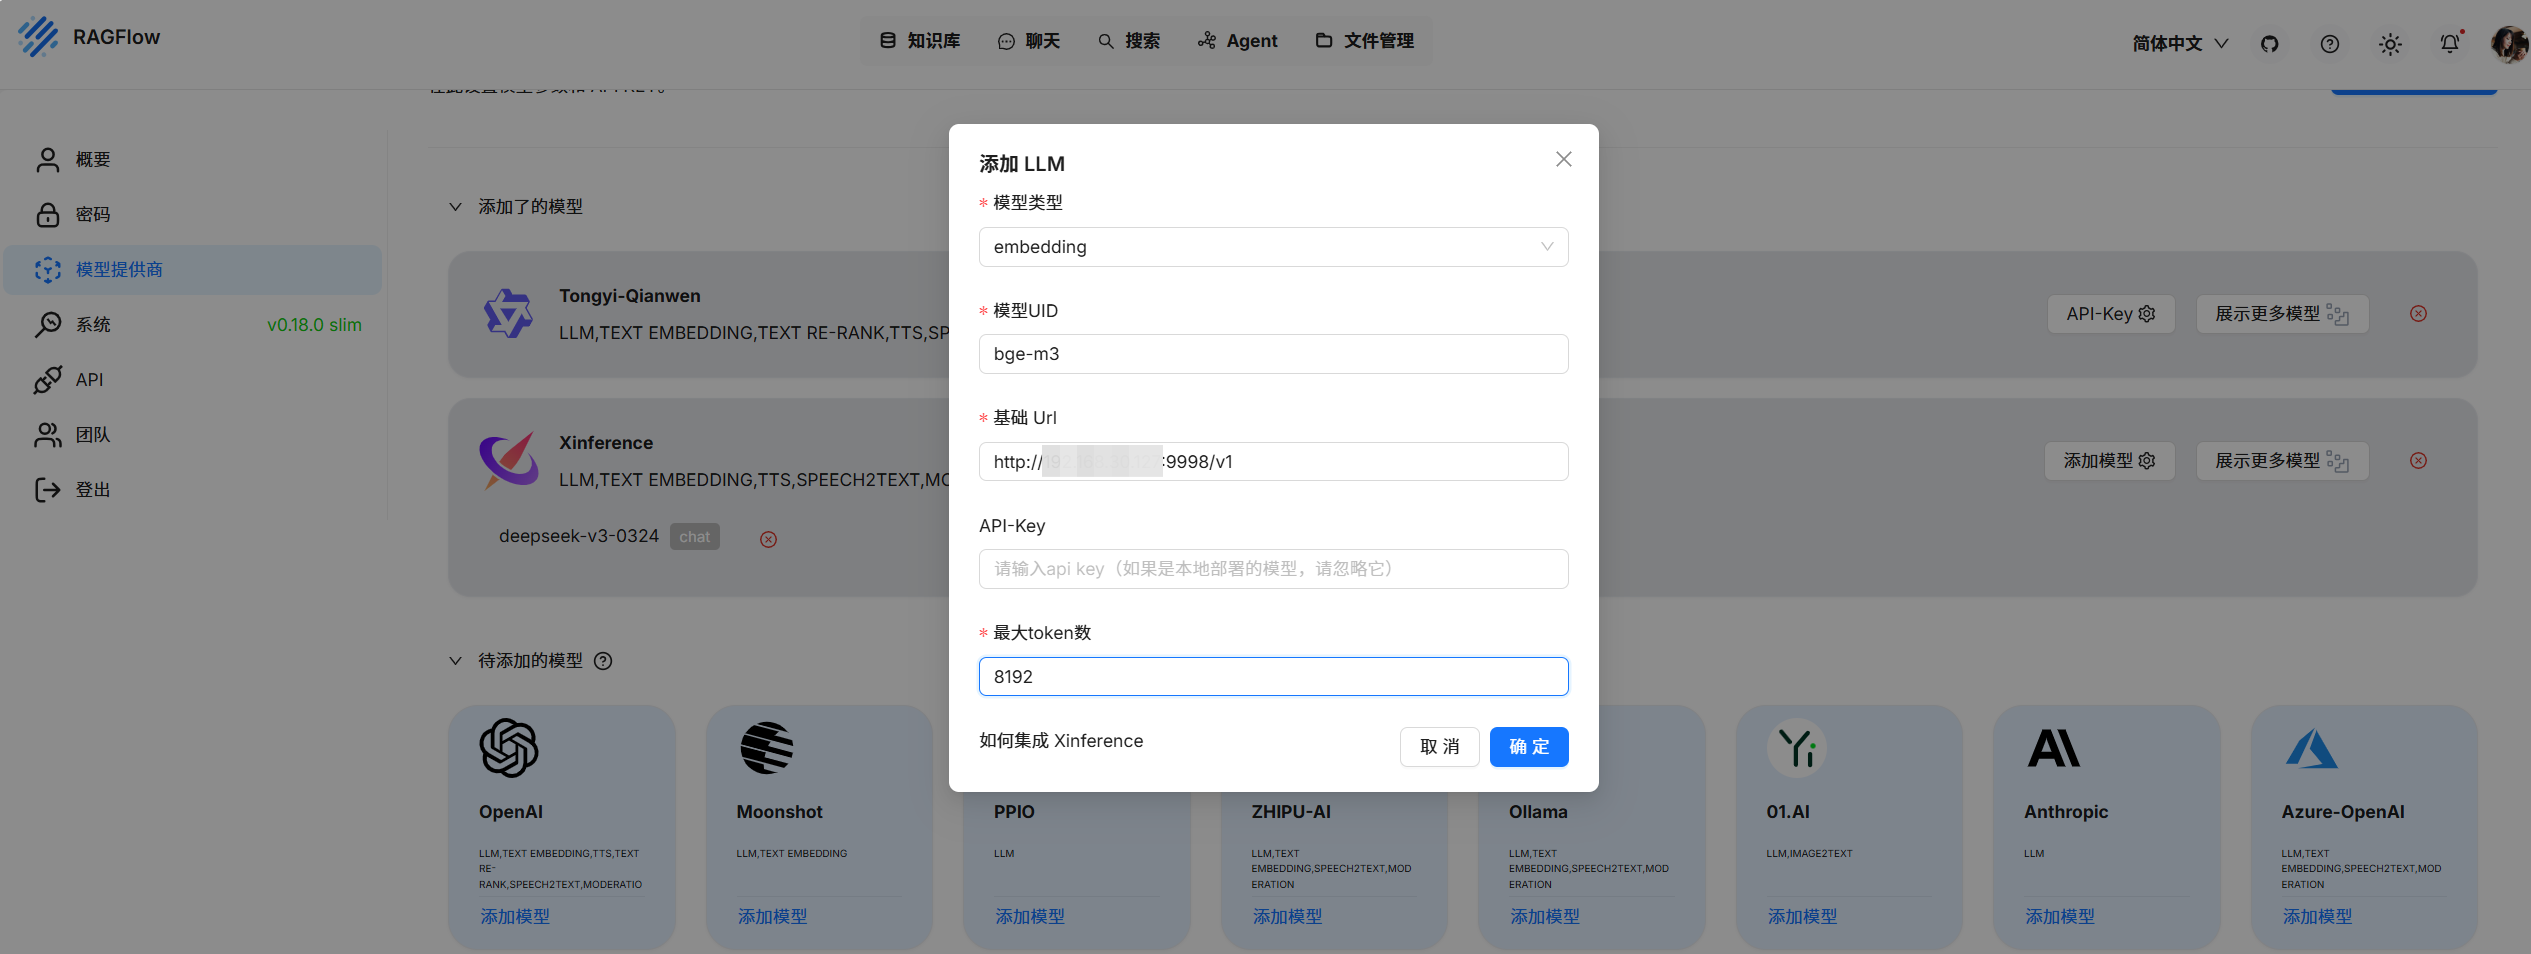 RAGFlow
知识库
聊天
搜索
Agent
文件管理
简体中文
概要
密码
模型提供商
系统
v0.18.0 slim
API
团队
登出
添加了的模型
Tongyi-Qianwen
LLM,TEXT EMBEDDING,TEXT RE-RANK,TTS,SP
API-Key
展示更多模型
Xinference
LLM,TEXT EMBEDDING,TTS,SPEECH2TEXT,MO
添加模型
展示更多模型
deepseek-v3-0324
chat
添加 LLM
* 模型类型
embedding
* 模型UID
bge-m3
* 基础 Url
http://
:9998/v1
API-Key
请输入api key（如果是本地部署的模型，请忽略它）
* 最大token数
8192
如何集成 Xinference
取 消
确 定
待添加的模型
OpenAI
LLM,TEXT EMBEDDING,TTS,TEXT
RE-
RANK,SPEECH2TEXT,MODERATIO
添加模型
Moonshot
LLM,TEXT EMBEDDING
添加模型
PPIO
LLM
添加模型
ZHIPU-AI
LLM,TEXT
EMBEDDING,SPEECH2TEXT,MOD
ERATION
添加模型
Ollama
LLM,TEXT
EMBEDDING,SPEECH2TEXT,MOD
ERATION
添加模型
01.AI
LLM,IMAGE2TEXT
添加模型
Anthropic
LLM
添加模型
Azure-OpenAI
LLM,TEXT
EMBEDDING,SPEECH2TEXT,MOD
ERATION
添加模型